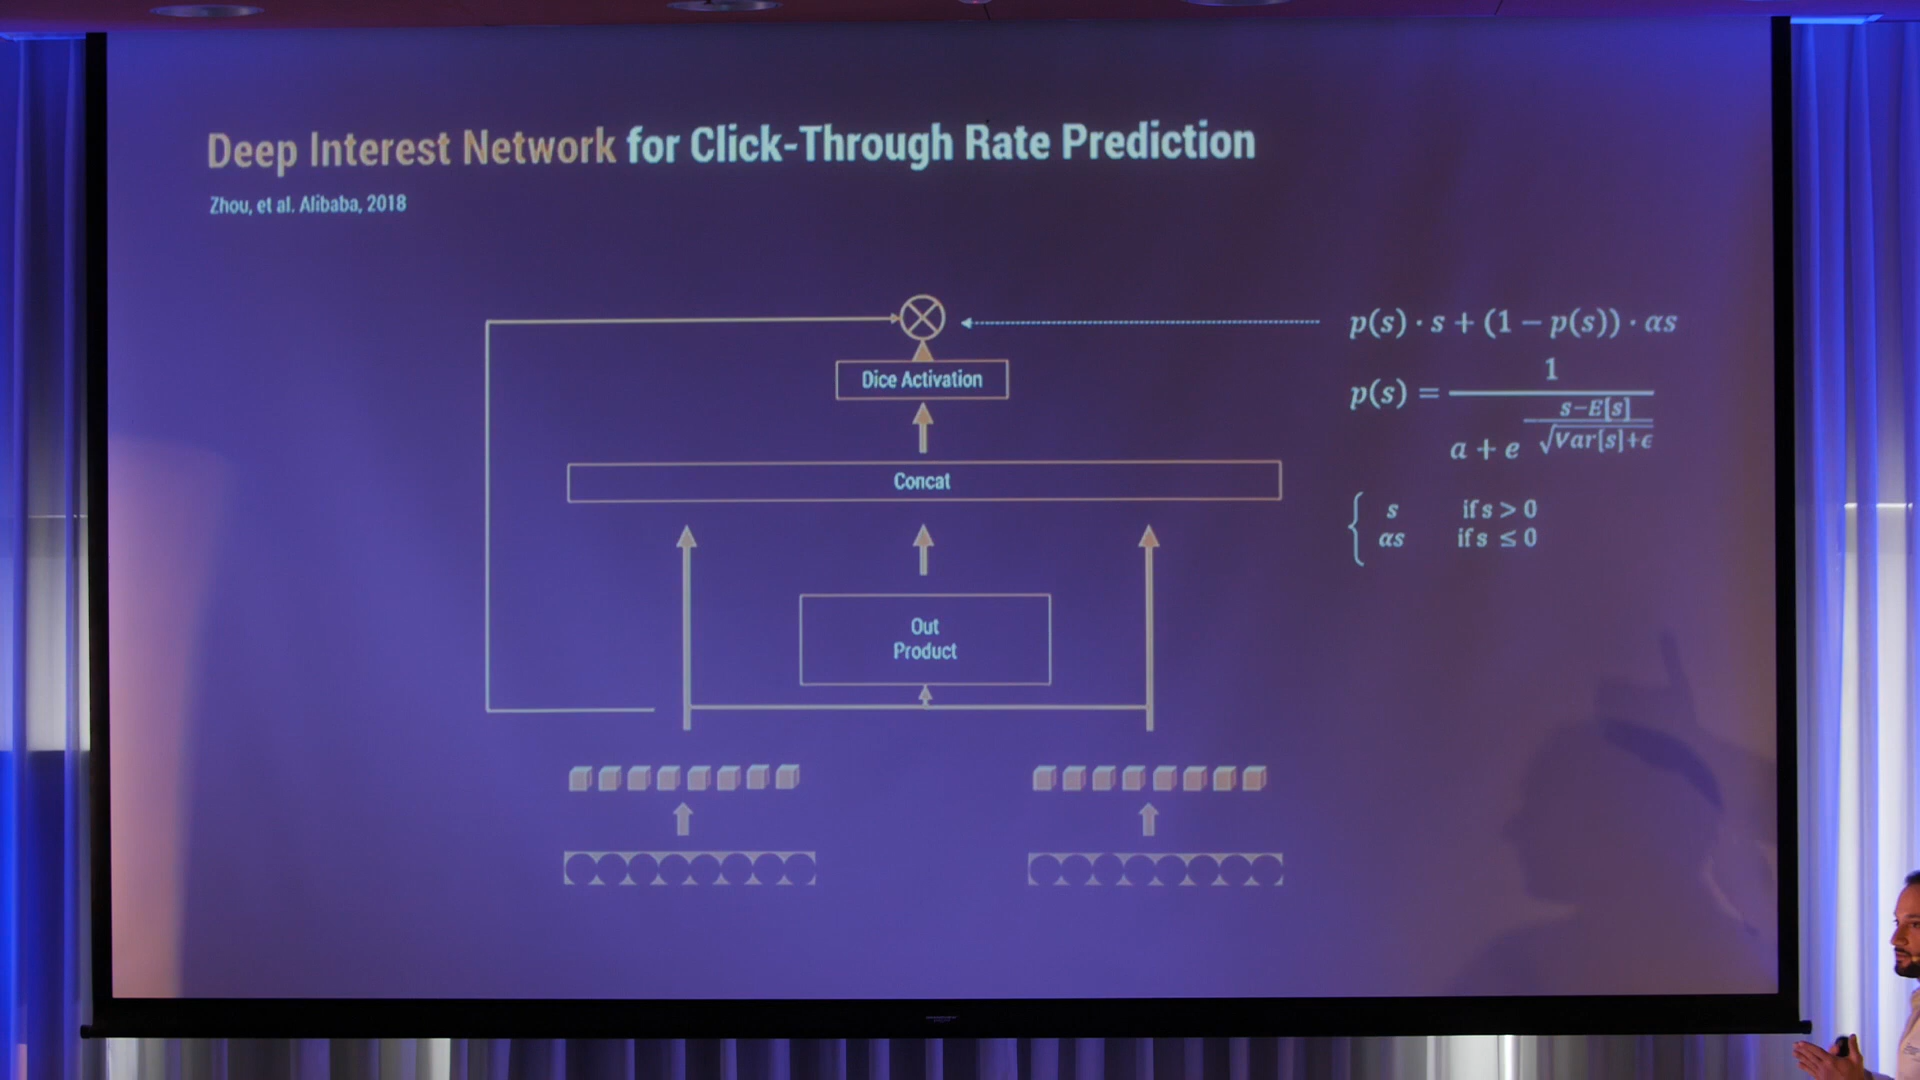 Deep Interest Network for Click-Through Rate Prediction
Zhou, et al. Alibaba, 2018
p(s) · s + (1 − p(s)) · αs
Dice Activation
p(s) = 1 / (a + e^((s−E[s]) / √(Var[s]+ϵ)))
Concat
{ s if s > 0
αs if s ≤ 0
Out
Product